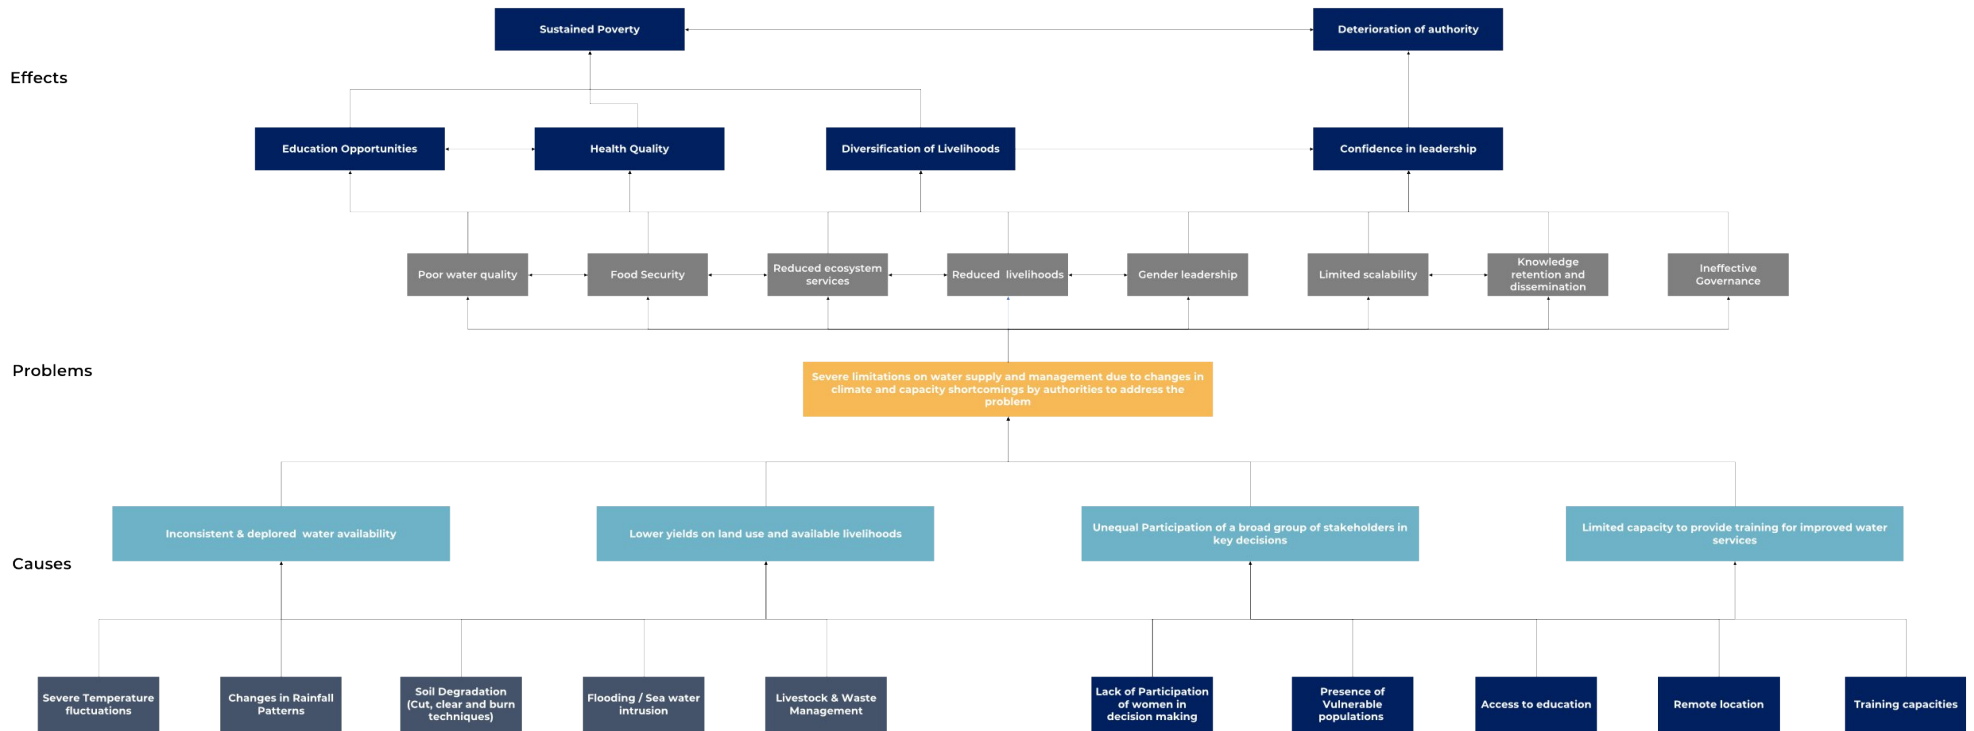 Sustained Poverty
Deterioration of authority
Effects
Education Opportunities
Health Quality
Diversification of Livelihoods
Confidence in leadership
Poor water quality
Food Security
Reduced ecosystem
services
Reduced livelihoods
Gender leadership
Limited scalability
Knowledge
retention and
dissemination
Ineffective
Governance
Problems
Severe limitations on water supply and management due to changes in
climate and capacity shortcomings by authorities to address the
problem
Inconsistent & deplored water availability
Lower yields on land use and available livelihoods
Unequal Participation of a broad group of stakeholders in
key decisions
Limited capacity to provide training for improved water
services
Causes
Severe Temperature
fluctuations
Changes in Rainfall
Patterns
Soil Degradation
(Cut, clear and burn
techniques)
Flooding / Sea water
intrusion
Livestock & Waste
Management
Lack of Participation
of women in
decision making
Presence of
Vulnerable
populations
Access to education
Remote location
Training capacities